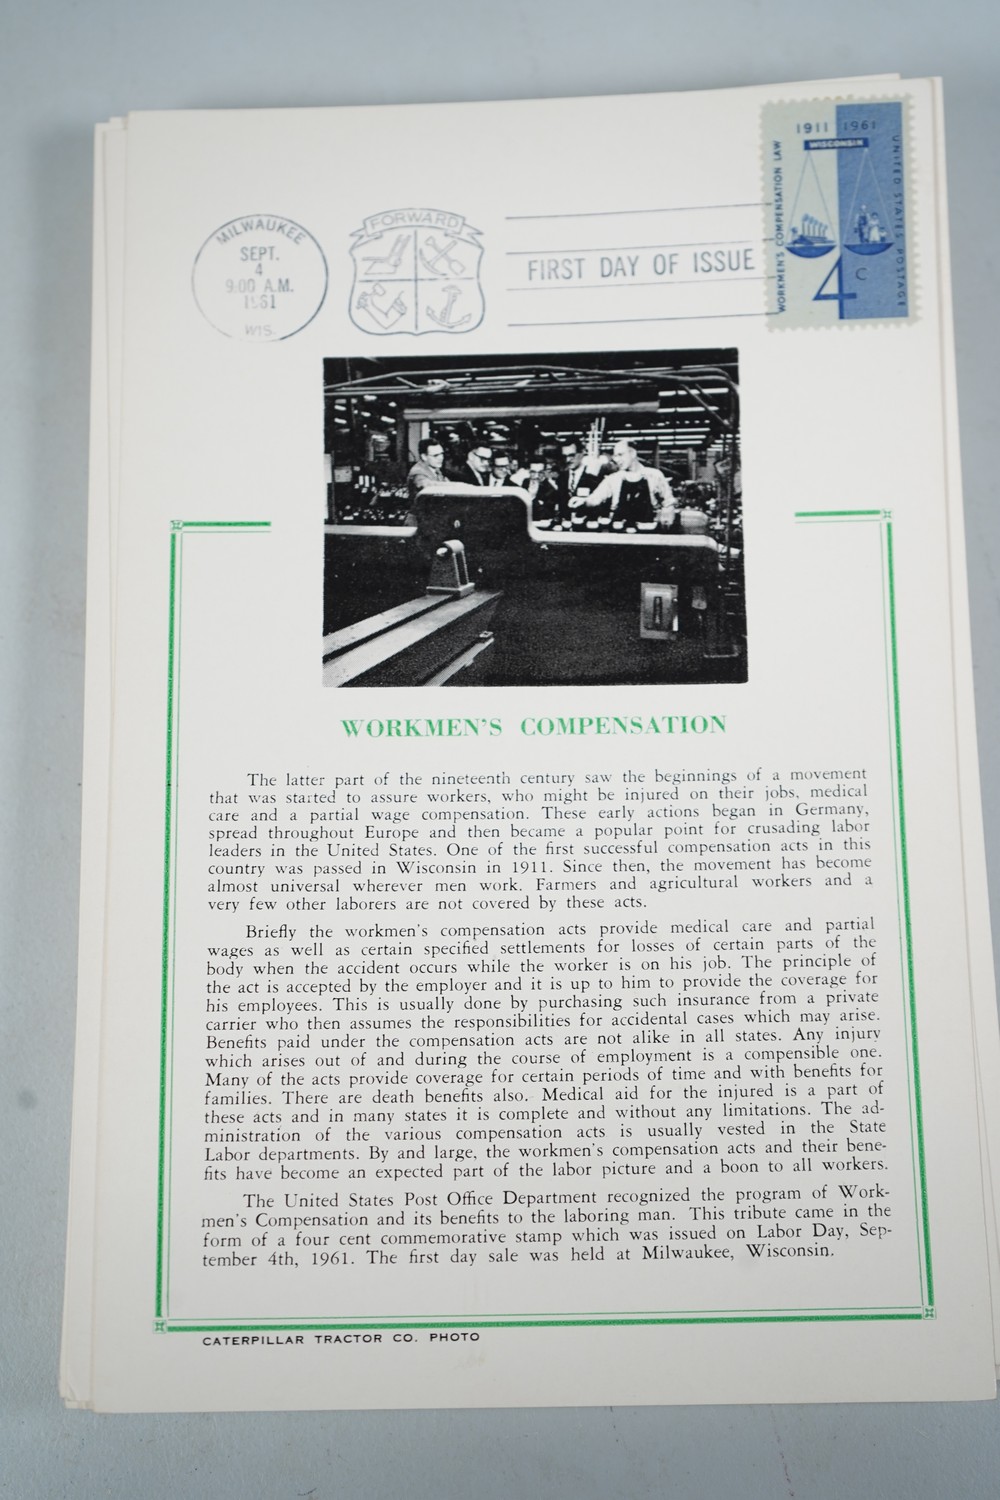 1911 1961
WISCONSIN
WORKMEN'S COMPENSATION LAW
UNITED STATES POSTAGE
4c
MILWAUKEE
SEPT.
4
9:00 A.M.
1961
WIS.
FORWARD
FIRST DAY OF ISSUE
WORKMEN'S COMPENSATION
The latter part of the nineteenth century saw the beginnings of a movement
that was started to assure workers, who might be injured on their jobs, medical
care and a partial wage compensation. These early actions began in Germany,
spread throughout Europe and then became a popular point for crusading labor
leaders in the United States. One of the first successful compensation acts in this
country was passed in Wisconsin in 1911. Since then, the movement has become
almost universal wherever men work. Farmers and agricultural workers and a
very few other laborers are not covered by these acts.
Briefly the workmen's compensation acts provide medical care and partial
wages as well as certain specified settlements for losses of certain parts of the
body when the accident occurs while the worker is on his job. The principle of
the act is accepted by the employer and it is up to him to provide the coverage for
his employees. This is usually done by purchasing such insurance from a private
carrier who then assumes the responsibilities for accidental cases which may arise.
Benefits paid under the compensation acts are not alike in all states. Any injury
which arises out of and during the course of employment is a compensible one.
Many of the acts provide coverage for certain periods of time and with benefits for
families. There are death benefits also. Medical aid for the injured is a part of
these acts and in many states it is complete and without any limitations. The ad-
ministration of the various compensation acts is usually vested in the State
Labor departments. By and large, the workmen's compensation acts and their bene-
fits have become an expected part of the labor picture and a boon to all workers.
The United States Post Office Department recognized the program of Work-
men's Compensation and its benefits to the laboring man. This tribute came in the
form of a four cent commemorative stamp which was issued on Labor Day, Sep-
tember 4th, 1961. The first day sale was held at Milwaukee, Wisconsin.
CATERPILLAR TRACTOR CO. PHOTO